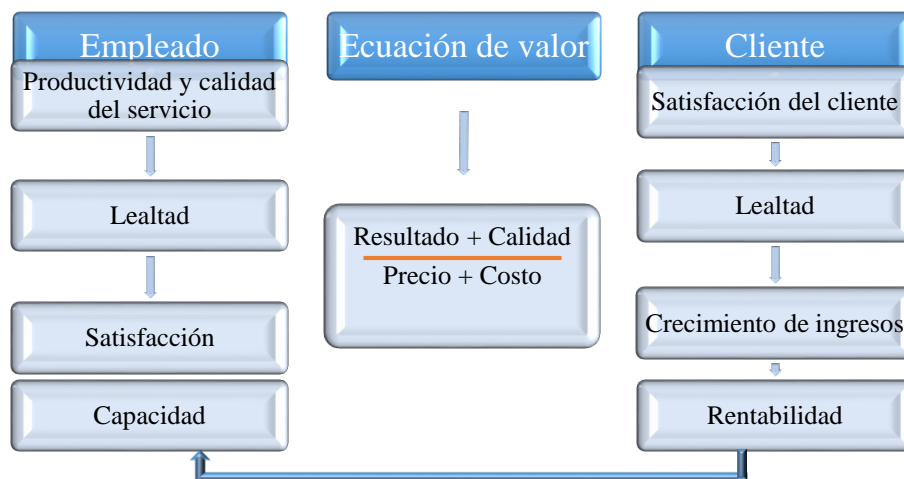 Empleado
Productividad y calidad
del servicio
Lealtad
Satisfacción
Capacidad
Ecuación de valor
Resultado + Calidad
Precio + Costo
Cliente
Satisfacción del cliente
Lealtad
Crecimiento de ingresos
Rentabilidad